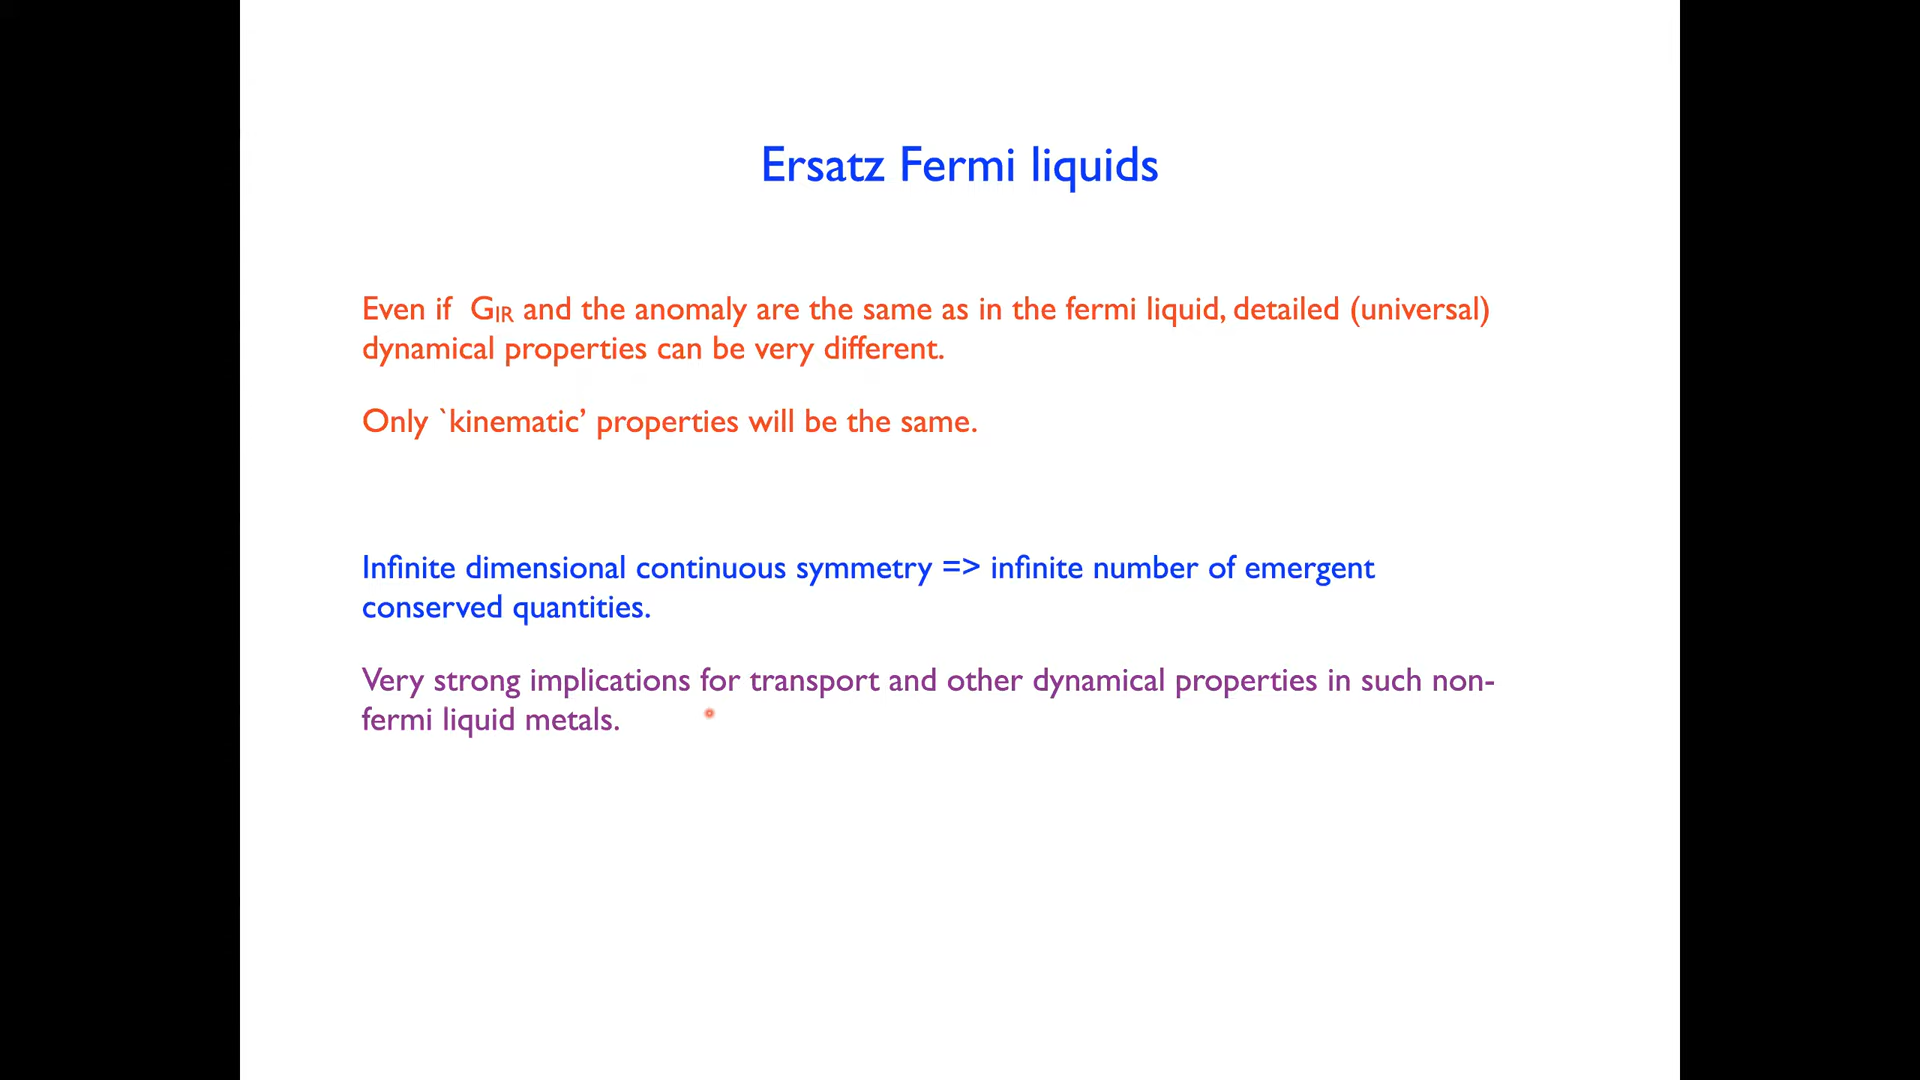 Ersatz Fermi liquids
Even if G_IR and the anomaly are the same as in the fermi liquid, detailed (universal)
dynamical properties can be very different.
Only `kinematic’ properties will be the same.
Infinite dimensional continuous symmetry => infinite number of emergent
conserved quantities.
Very strong implications for transport and other dynamical properties in such non-
fermi liquid metals.